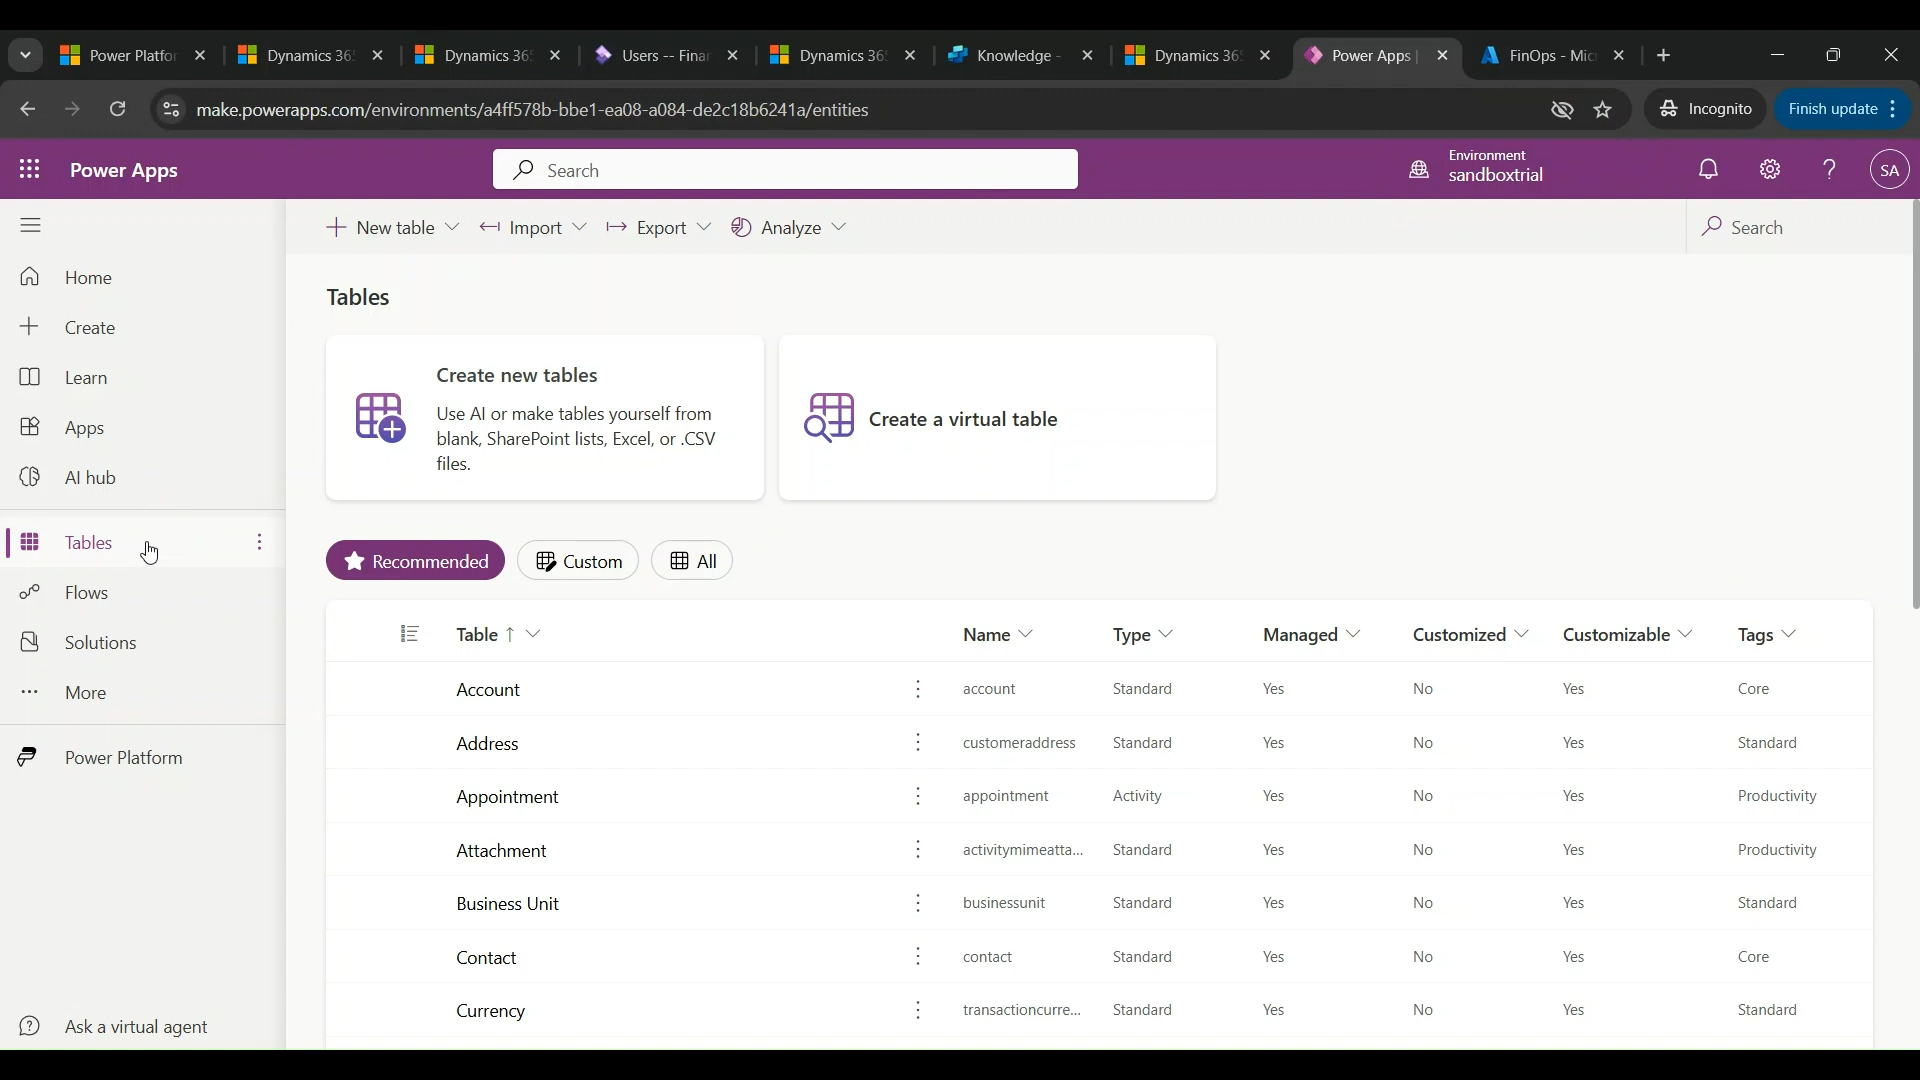 Power Platfor
Dynamics 36
Dynamics 36
Users -- Finan
Dynamics 36
Knowledge -
Dynamics 36
Power Apps |
FinOps - Mic
make.powerapps.com/environments/a4ff578b-bbe1-ea08-a084-de2c18b6241a/entities
Incognito
Finish update
Power Apps
Search
Environment
sandboxtrial
SA
Home
Create
Learn
Apps
AI hub
Tables
Flows
Solutions
More
Power Platform
Ask a virtual agent
New table
Import
Export
Analyze
Search
Tables
Create new tables
Use AI or make tables yourself from
blank, SharePoint lists, Excel, or .CSV
files.
Create a virtual table
Recommended
Custom
All
Table ↑ Name Type Managed Customized Customizable Tags
Account account Standard Yes No Yes Core
Address customeraddress Standard Yes No Yes Standard
Appointment appointment Activity Yes No Yes Productivity
Attachment activitymimeatta... Standard Yes No Yes Productivity
Business Unit businessunit Standard Yes No Yes Standard
Contact contact Standard Yes No Yes Core
Currency transactioncurre... Standard Yes No Yes Standard